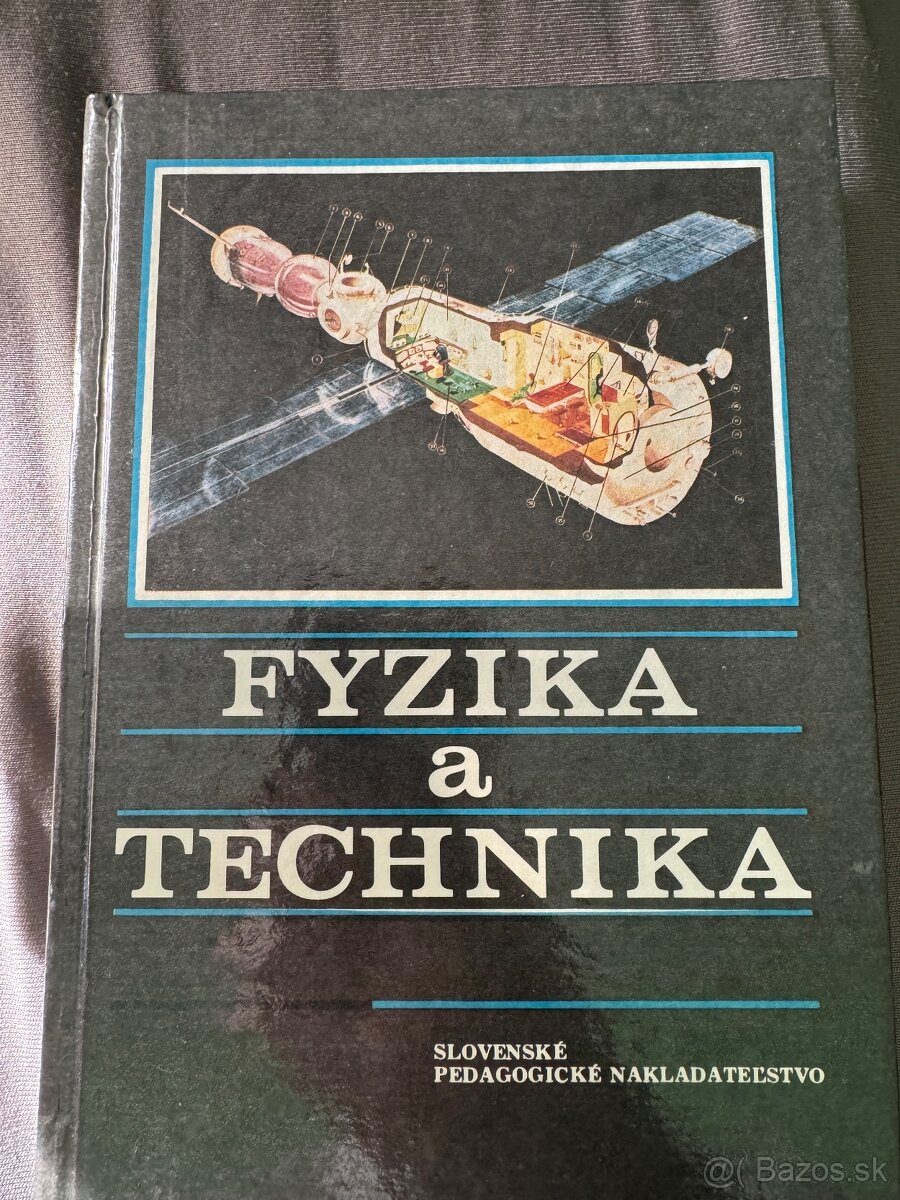 FYZIKA
a
TECHNIKA
SLOVENSKÉ
PEDAGOGICKÉ NAKLADATEĽSTVO
@( Bazos.sk